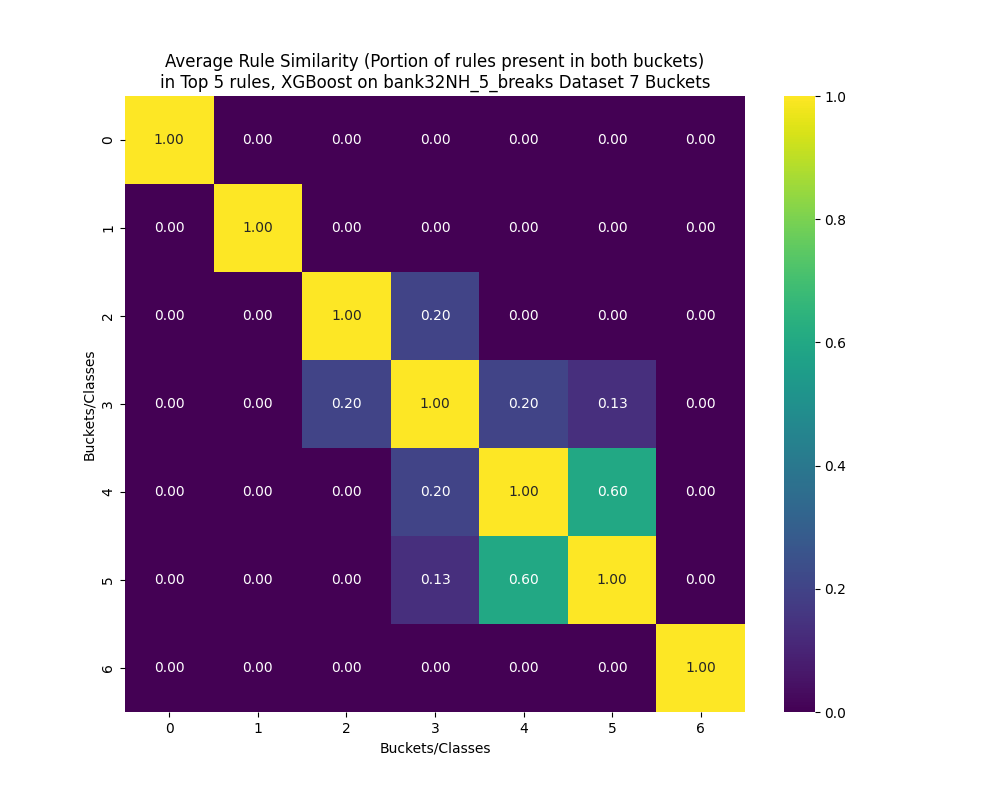 Average Rule Similarity (Portion of rules present in both buckets)
in Top 5 rules, XGBoost on bank32NH_5_breaks Dataset 7 Buckets
0 1.00 0.00 0.00 0.00 0.00 0.00 0.00
1 0.00 1.00 0.00 0.00 0.00 0.00 0.00
2 0.00 0.00 1.00 0.20 0.00 0.00 0.00
3 0.00 0.00 0.20 1.00 0.20 0.13 0.00
4 0.00 0.00 0.00 0.20 1.00 0.60 0.00
5 0.00 0.00 0.00 0.13 0.60 1.00 0.00
6 0.00 0.00 0.00 0.00 0.00 0.00 1.00
0 1 2 3 4 5 6
Buckets/Classes
Buckets/Classes
1.0
0.8
0.6
0.4
0.2
0.0